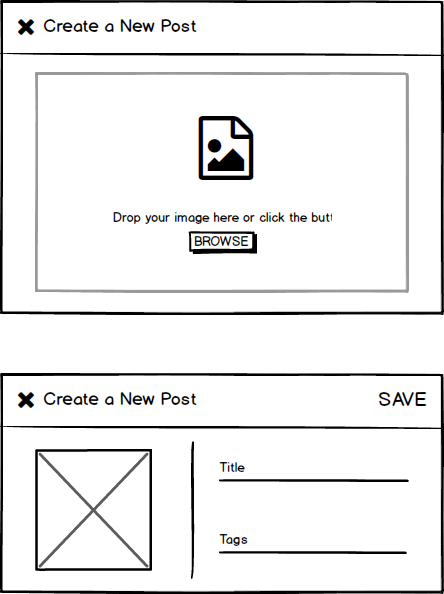 Create a New Post
Drop your image here or click the butt
BROWSE
Create a New Post
SAVE
Title
Tags